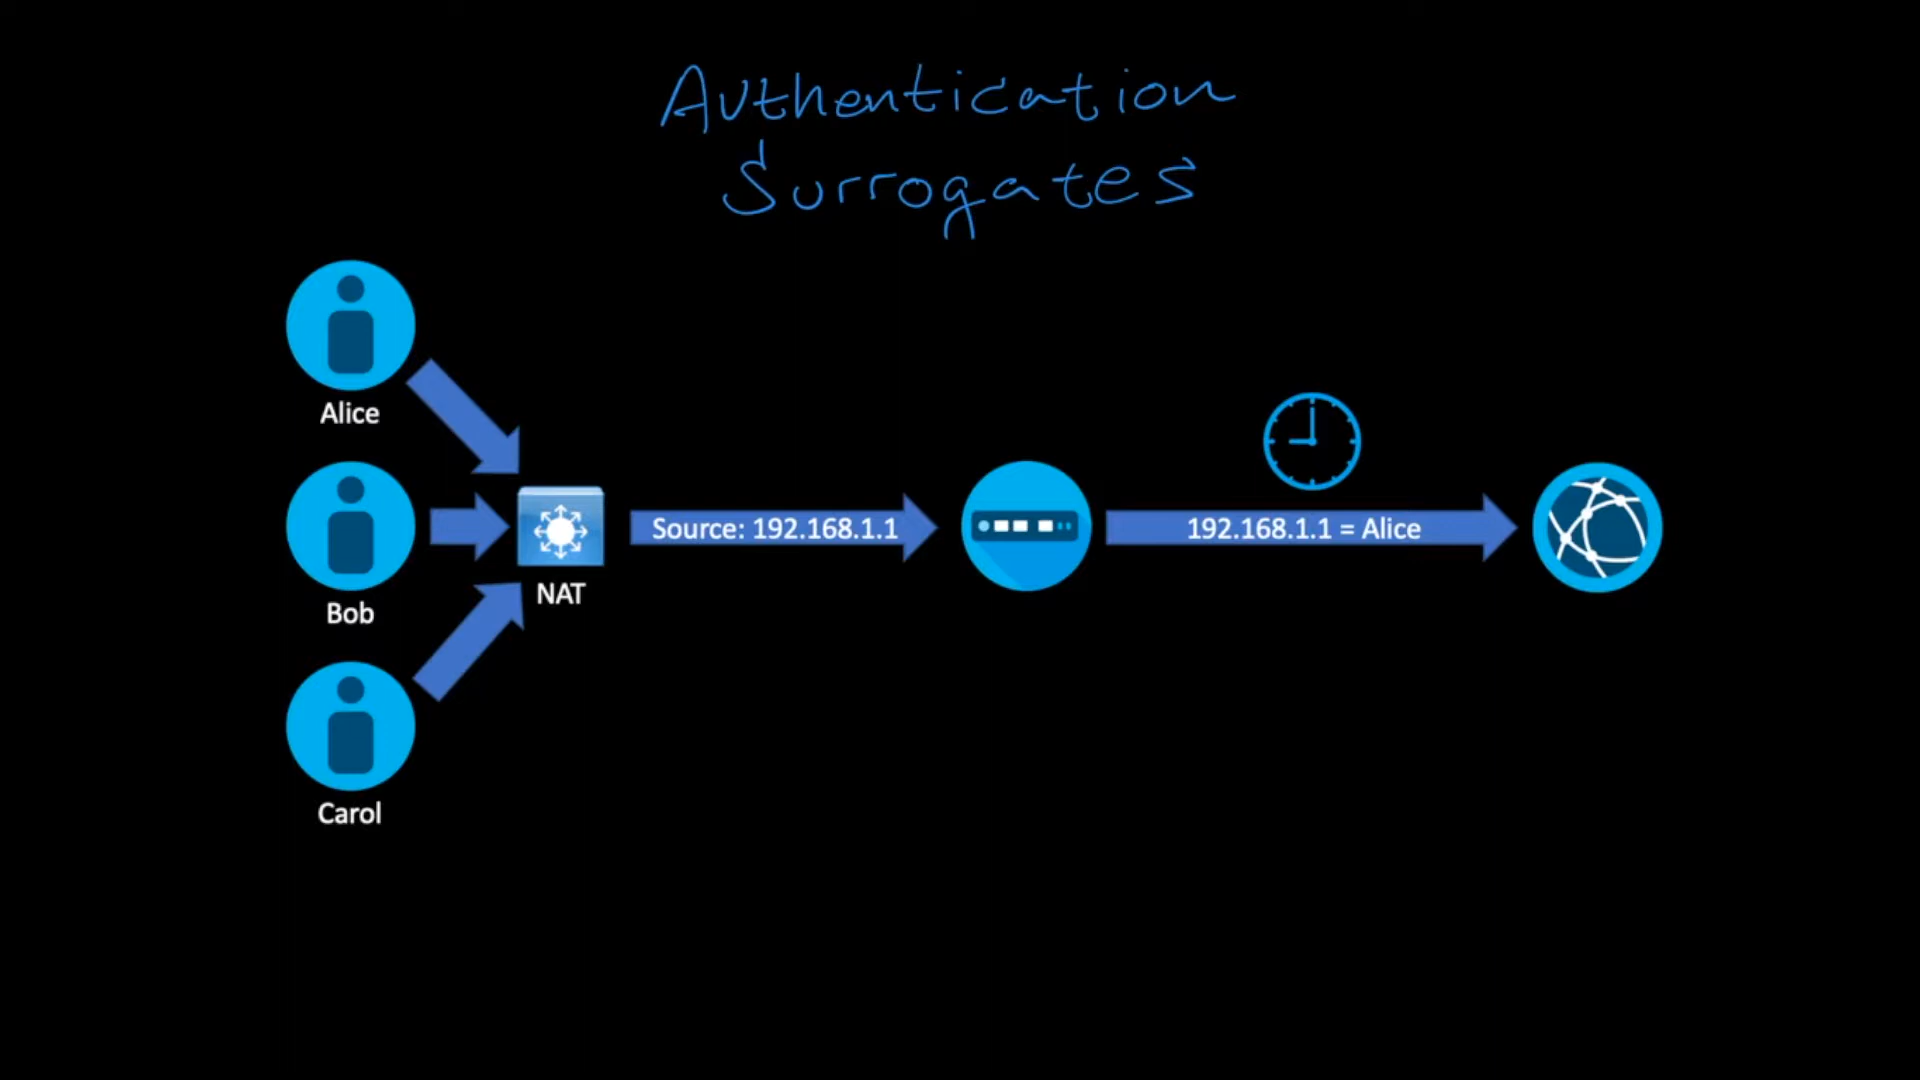 Authentication
Surrogates
Alice
Bob
Carol
NAT
Source: 192.168.1.1
192.168.1.1 = Alice